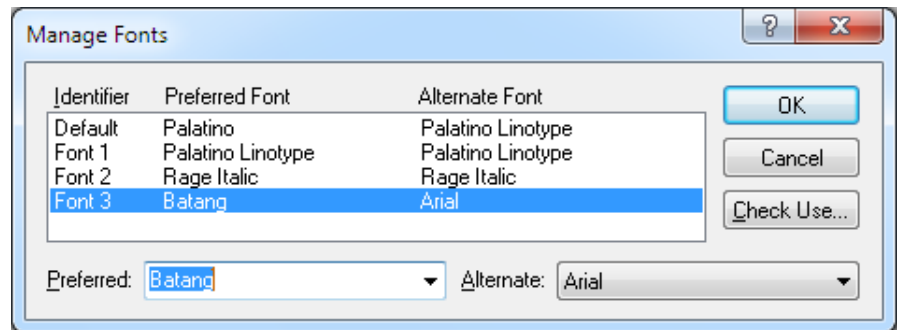 Manage Fonts
Identifier Preferred Font Alternate Font
OK
Default Palatino Palatino Linotype
Font 1 Palatino Linotype Palatino Linotype
Cancel
Font 2 Rage Italic Rage Italic
Font 3 Batang Arial
Check Use...
Preferred: Batang Alternate: Arial